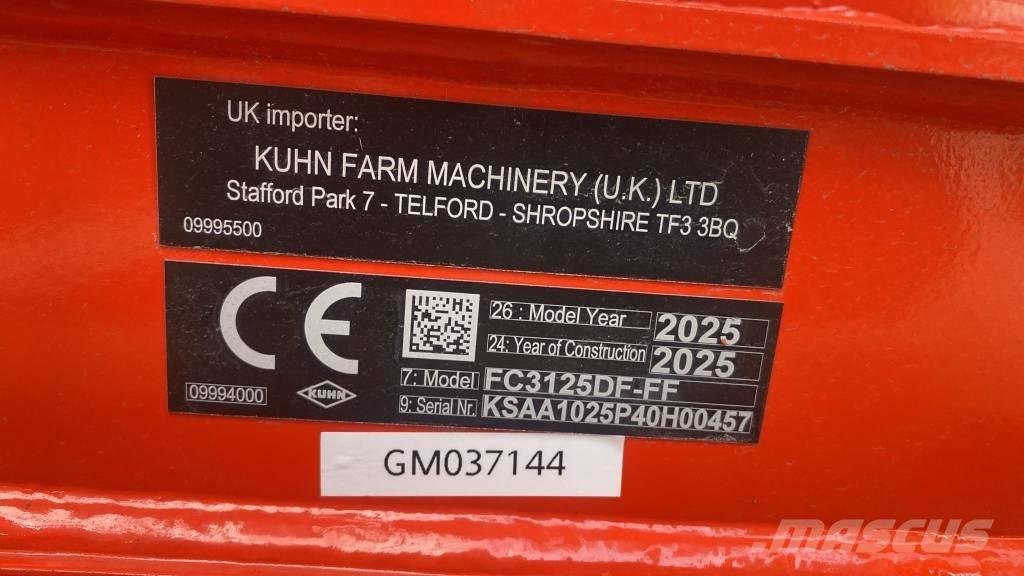 UK importer:
KUHN FARM MACHINERY (U.K.) LTD
Stafford Park 7 - TELFORD - SHROPSHIRE TF3 3BQ
09995500
CE
26 : Model Year 2025
24: Year of Construction 2025
7: Model FC3125DF-FF
9: Serial Nr. KSAA1025P40H00457
09994000
KUHN
GM037144
MASCUS